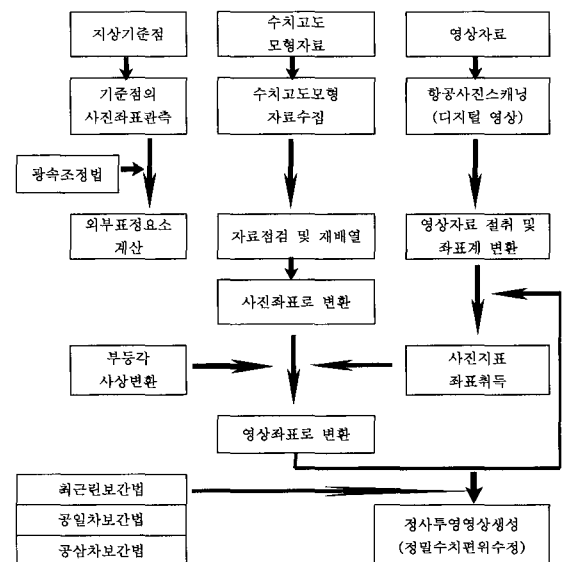 지상기준점
수치고도
모형자료
영상자료
기준점의
사진좌표관측
수치고도모형
자료수집
항공사진스캐닝
(디지털 영상)
광속조정법
외부표정요소
계산
자료점검 및 재배열
영상자료 절취 및
좌표계 변환
사진좌표로 변환
부등각
사상변환
사진지표
좌표취득
영상좌표로 변환
최근린보간법
공일차보간법
공삼차보간법
정사투영영상생성
(정밀수치편위수정)